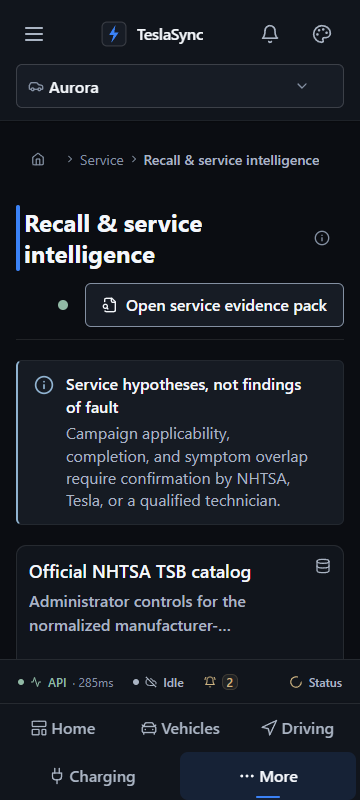 TeslaSync
Aurora
Service
Recall & service intelligence
Recall & service
intelligence
Open service evidence pack
Service hypotheses, not findings
of fault
Campaign applicability,
completion, and symptom overlap
require confirmation by NHTSA,
Tesla, or a qualified technician.
Official NHTSA TSB catalog
Administrator controls for the
normalized manufacturer-...
API · 285ms
Idle
2
Status
Home
Vehicles
Driving
Charging
More